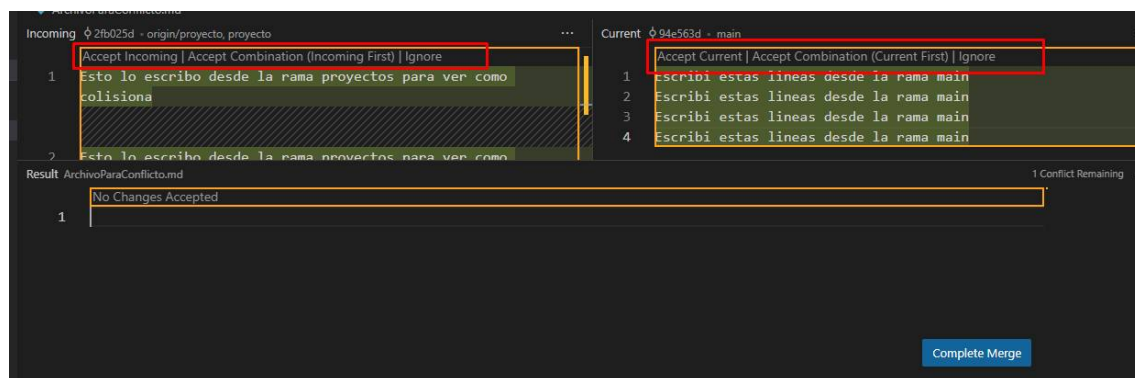 ArchivoParaConflicto.md
Incoming 2fb025d - origin/proyecto, proyecto ...
Current 94e563d - main
Accept Incoming | Accept Combination (Incoming First) | Ignore
1 Esto lo escribo desde la rama proyectos para ver como
colisiona
2 Esto lo escribo desde la rama proyectos para ver como
Accept Current | Accept Combination (Current First) | Ignore
1 Escribi estas lineas desde la rama main
2 Escribi estas lineas desde la rama main
3 Escribi estas lineas desde la rama main
4 Escribi estas lineas desde la rama main
Result ArchivoParaConflicto.md
1 Conflict Remaining
No Changes Accepted
1
Complete Merge